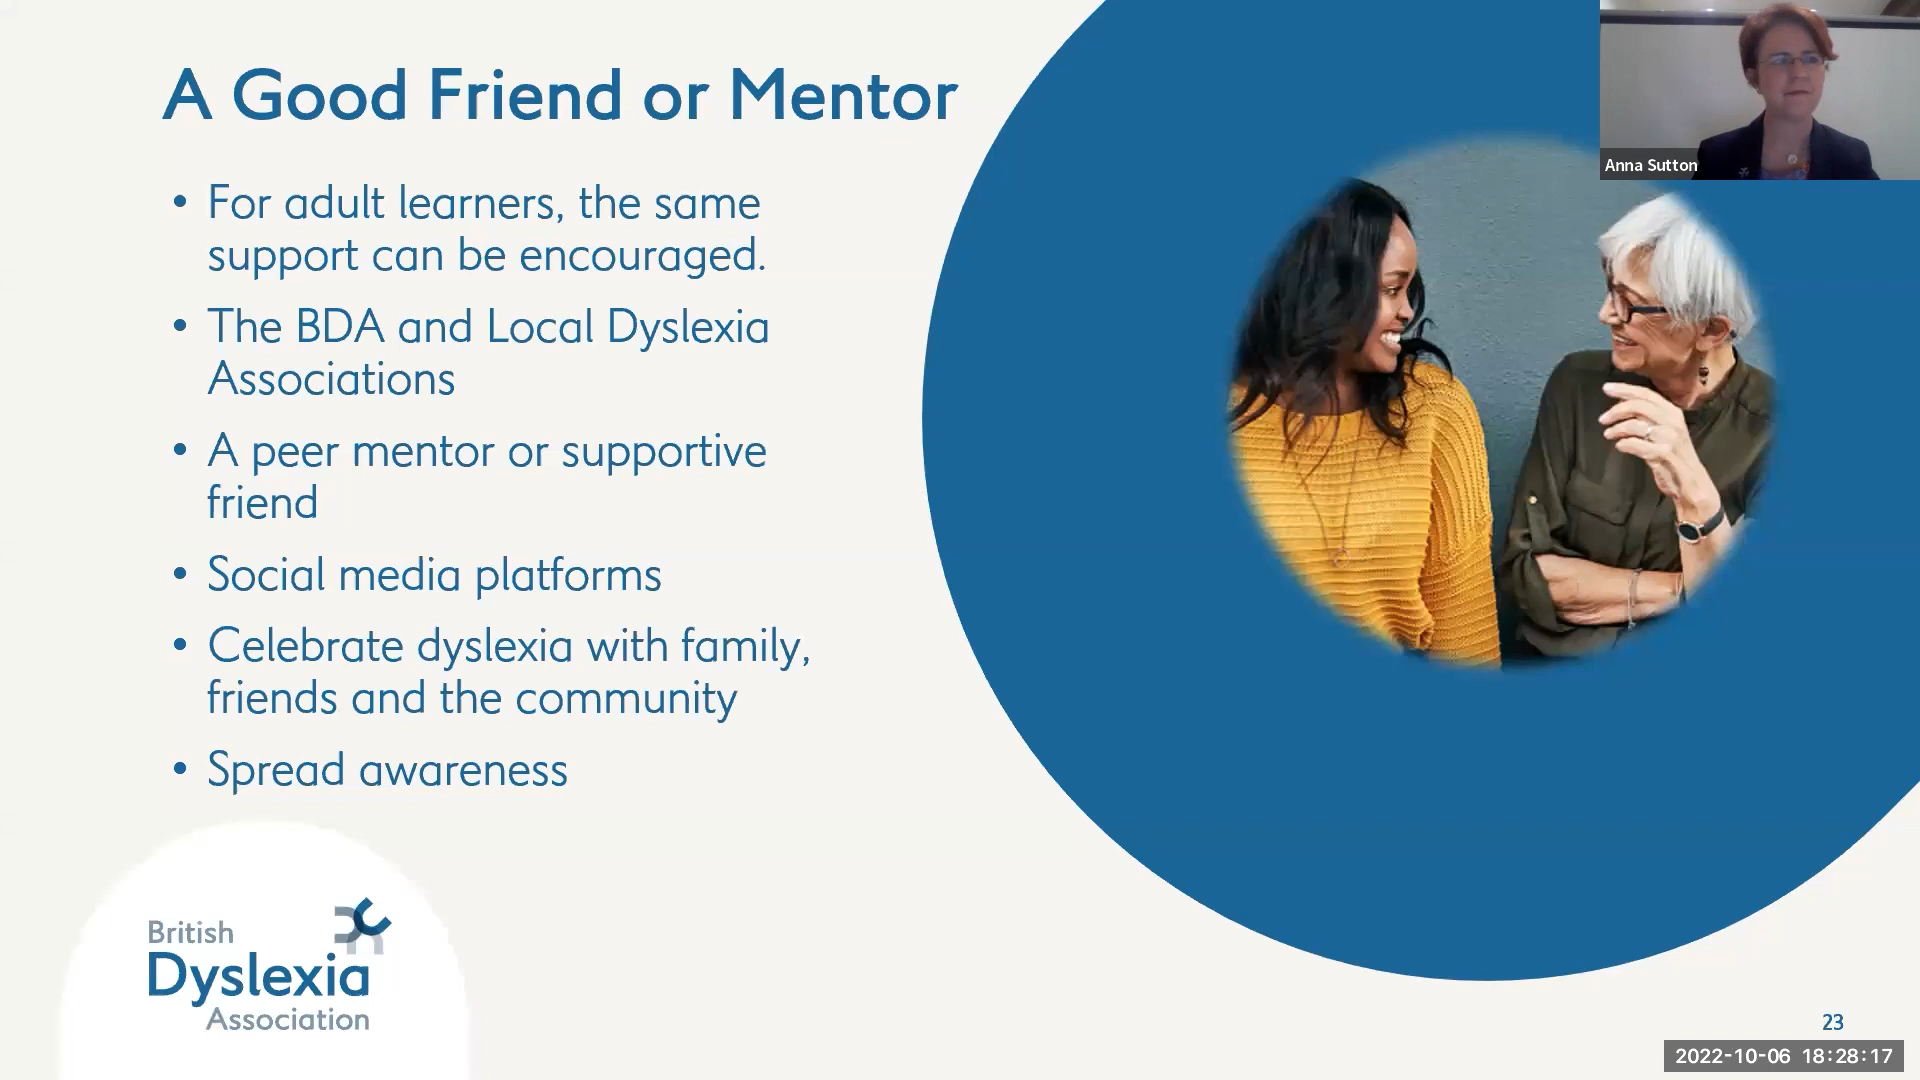 A Good Friend or Mentor
Anna Sutton
• For adult learners, the same
support can be encouraged.
• The BDA and Local Dyslexia
Associations
• A peer mentor or supportive
friend
• Social media platforms
• Celebrate dyslexia with family,
friends and the community
• Spread awareness
British
Dyslexia
Association
23
2022-10-06 18:28:17